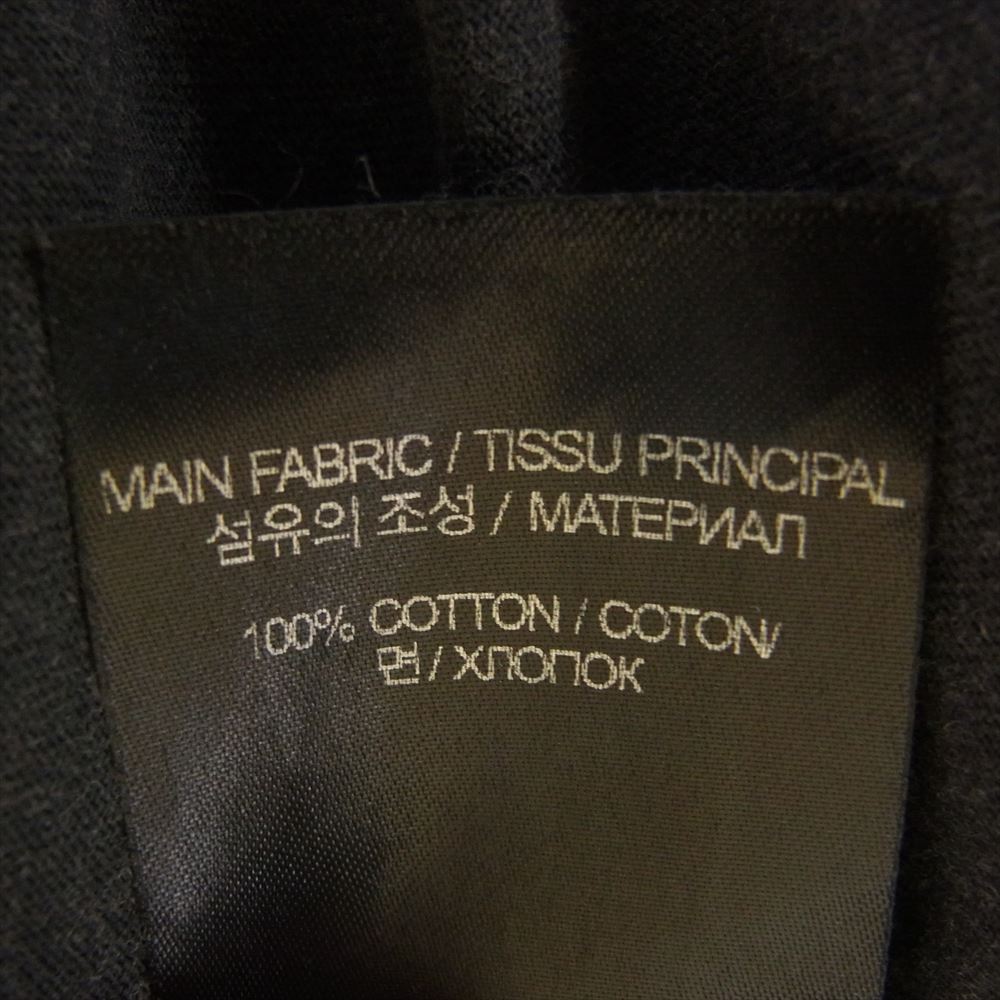 MAIN FABRIC / TISSU PRINCIPAL
섬유의 조성 / МАТЕРИАЛ
100% COTTON / COTON/
면 / ХЛОПОК